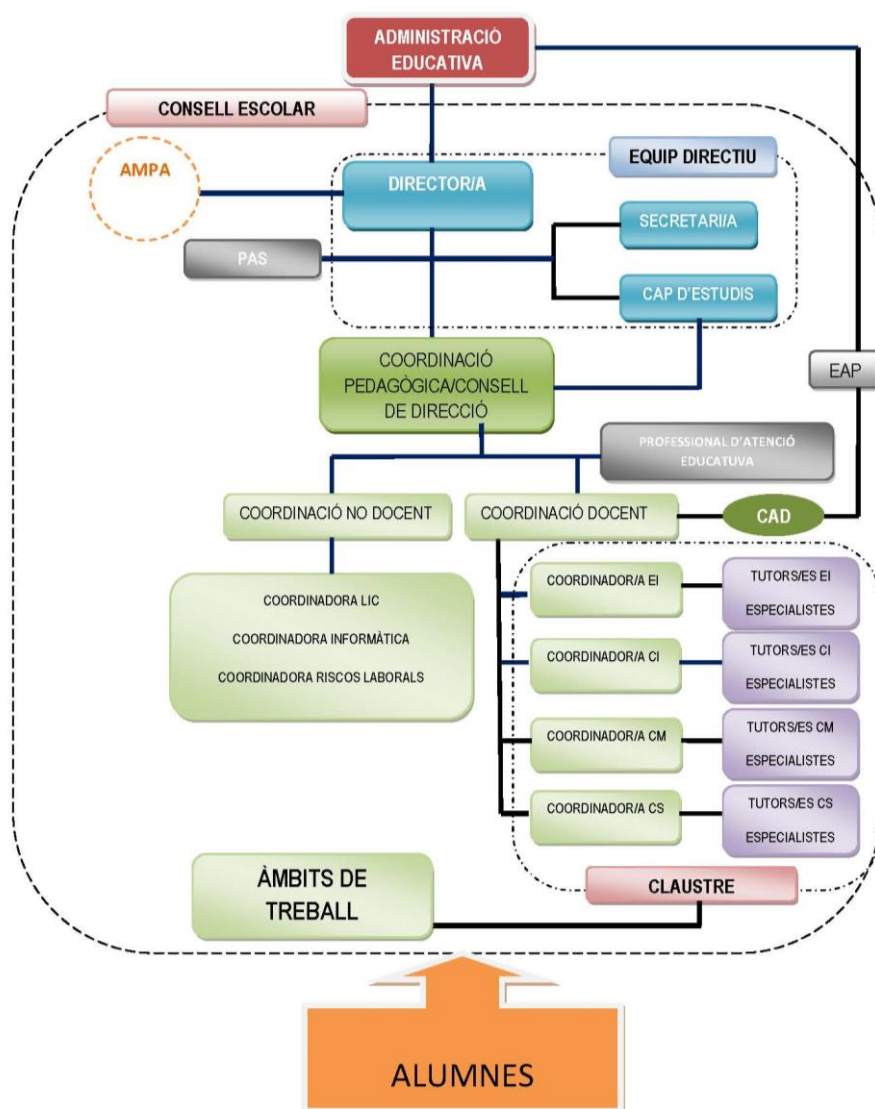 ADMINISTRACIÓ
EDUCATIVA
CONSELL ESCOLAR
AMPA
EQUIP DIRECTIU
DIRECTOR/A
SECRETARI/A
PAS
CAP D'ESTUDIS
COORDINACIÓ
PEDAGÒGICA/CONSELL
DE DIRECCIÓ
EAP
PROFESSIONAL D'ATENCIÓ
EDUCATUVA
COORDINACIÓ NO DOCENT
COORDINACIÓ DOCENT
CAD
COORDINADORA LIC
COORDINADORA INFORMÀTICA
COORDINADORA RISCOS LABORALS
COORDINADOR/A EI
TUTORS/ES EI
ESPECIALISTES
COORDINADOR/A CI
TUTORS/ES CI
ESPECIALISTES
COORDINADOR/A CM
TUTORS/ES CM
ESPECIALISTES
COORDINADOR/A CS
TUTORS/ES CS
ESPECIALISTES
ÀMBITS DE
TREBALL
CLAUSTRE
ALUMNES